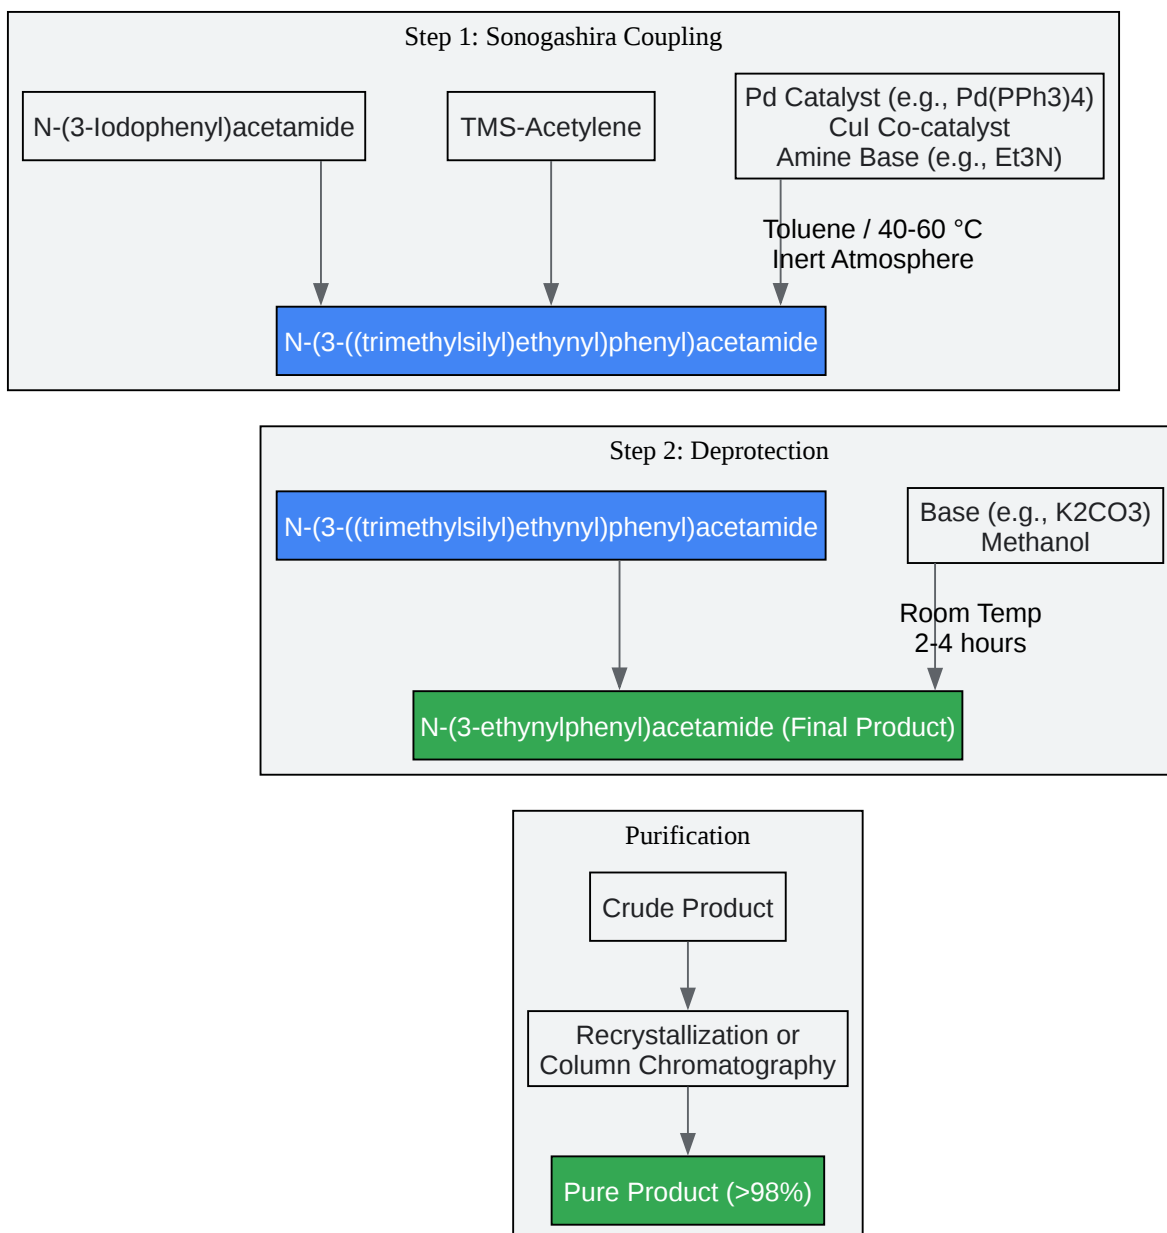 Step 1: Sonogashira Coupling
N-(3-Iodophenyl)acetamide
TMS-Acetylene
Pd Catalyst (e.g., Pd(PPh3)4)
CuI Co-catalyst
Amine Base (e.g., Et3N)
Toluene / 40-60 °C
Inert Atmosphere
N-(3-((trimethylsilyl)ethynyl)phenyl)acetamide
Step 2: Deprotection
N-(3-((trimethylsilyl)ethynyl)phenyl)acetamide
Base (e.g., K2CO3)
Methanol
Room Temp
2-4 hours
N-(3-ethynylphenyl)acetamide (Final Product)
Purification
Crude Product
Recrystallization or
Column Chromatography
Pure Product (>98%)